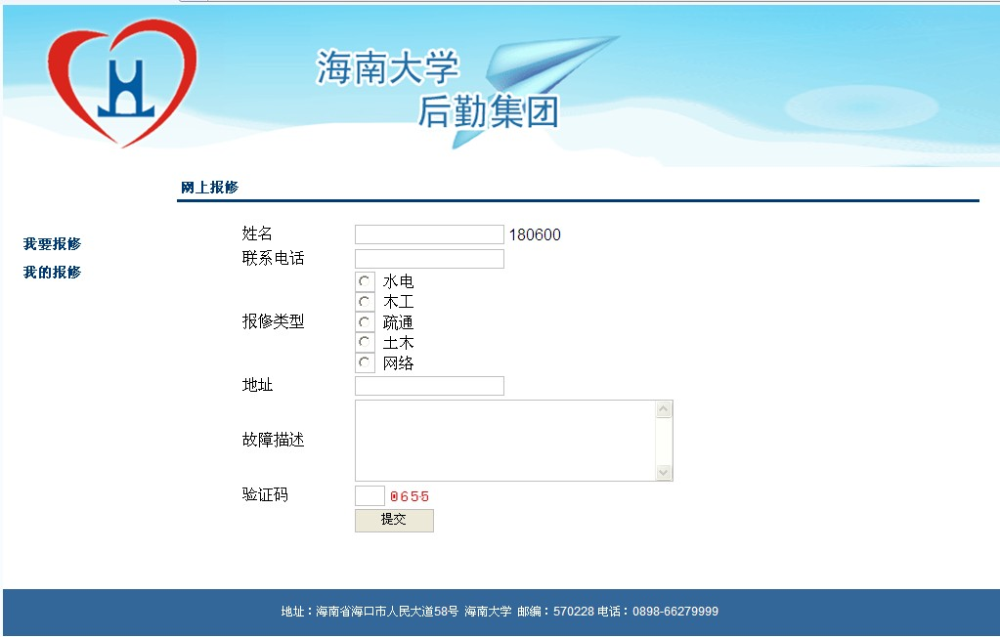 海南大学
后勤集团
网上报修
我要报修
我的报修
姓名 180600
联系电话
水电
木工
报修类型 疏通
土木
网络
地址
故障描述
验证码 0655
提交
地址：海南省海口市人民大道58号 海南大学 邮编：570228 电话：0898-66279999